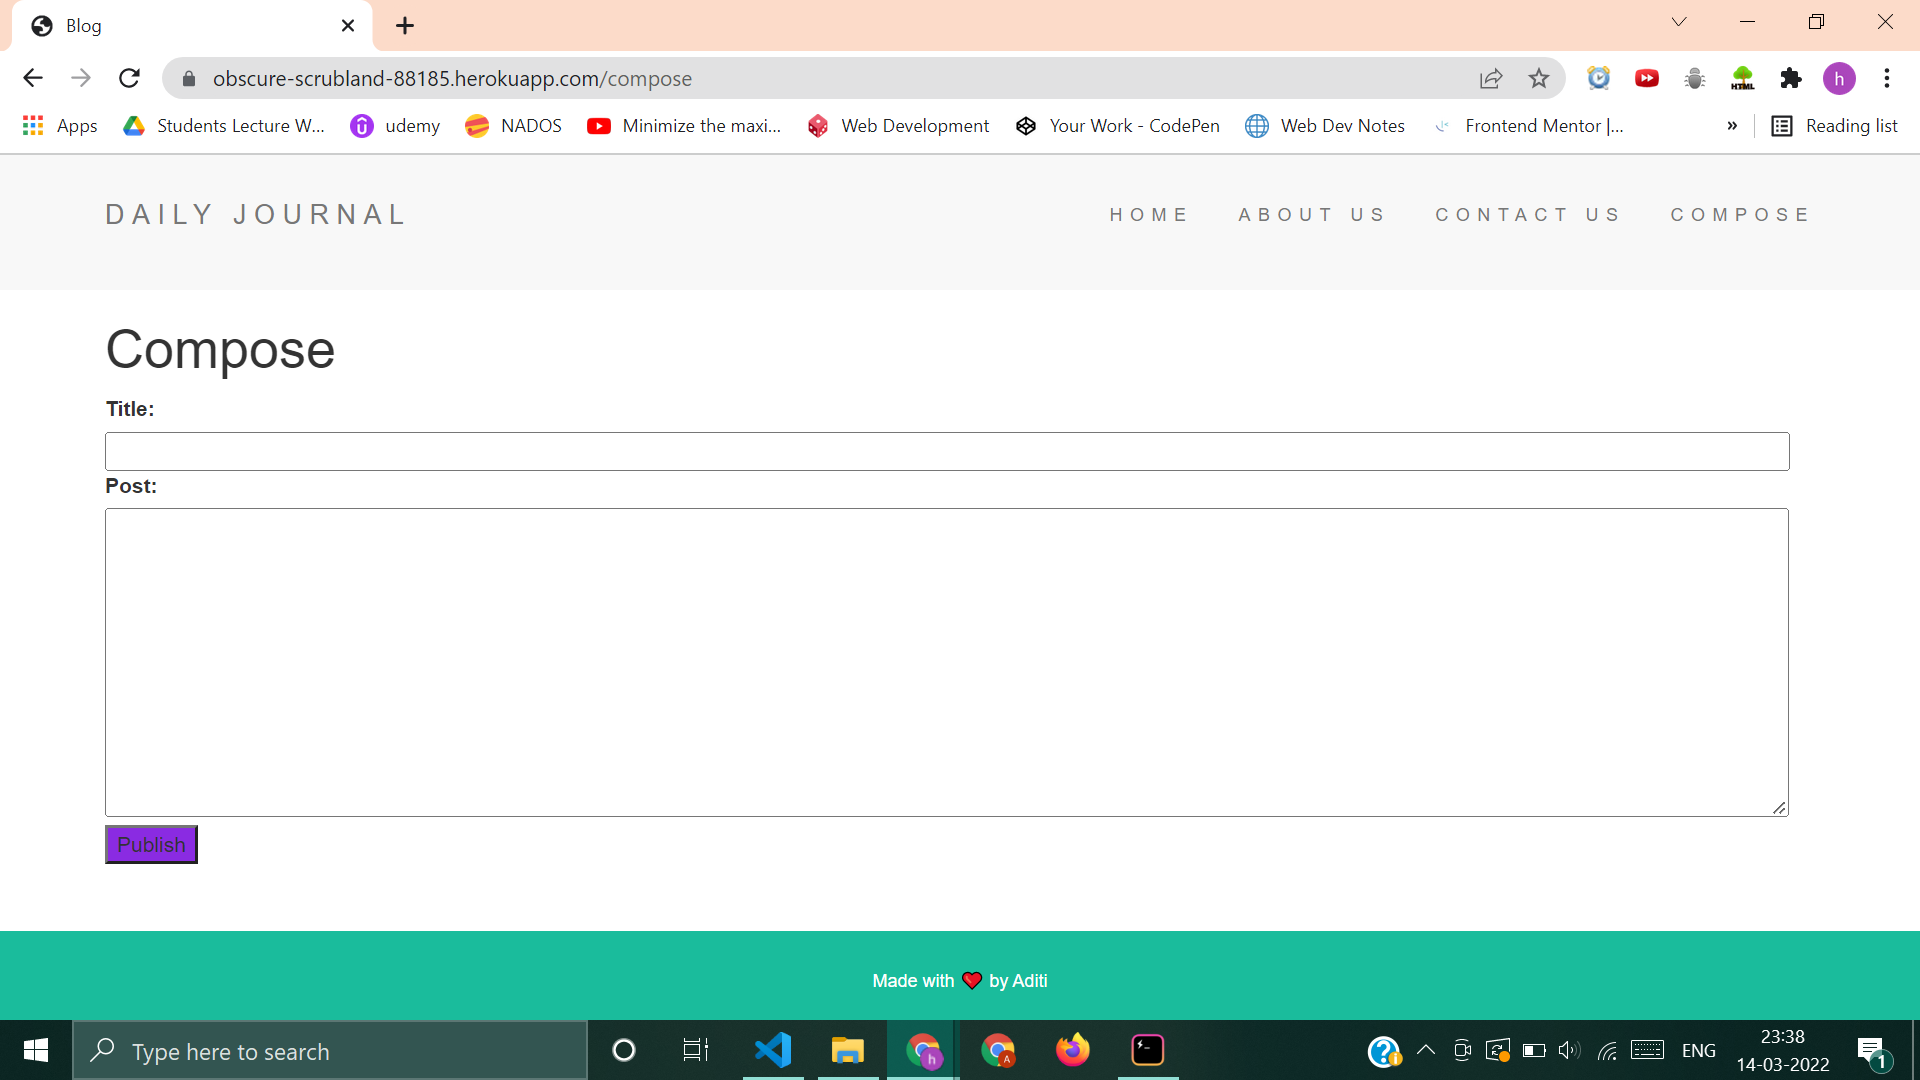 Blog
obscure-scrubland-88185.herokuapp.com/compose
HTML
h
Apps
Students Lecture W...
udemy
NADOS
Minimize the maxi...
Web Development
Your Work - CodePen
Web Dev Notes
Frontend Mentor |...
»
Reading list
DAILY JOURNAL
HOME
ABOUT US
CONTACT US
COMPOSE
Compose
Title:
Post:
Publish
Made with ❤ by Aditi
Type here to search
h
A
ENG
23:38
14-03-2022
1